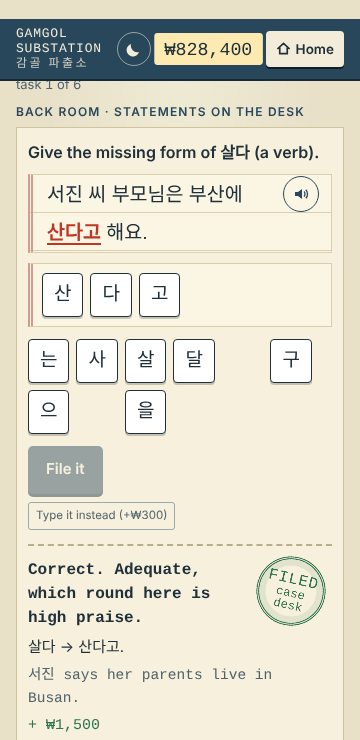 GAMGOL
SUBSTATION
감골 파출소
₩828,400
Home
task 1 of 6
BACK ROOM · STATEMENTS ON THE DESK
Give the missing form of 살다 (a verb).
서진 씨 부모님은 부산에
산다고 해요.
산 다 고
는 사 살 달 구
으 을
File it
Type it instead (+₩300)
Correct. Adequate,
which round here is
high praise.
FILED
case
desk
살다 → 산다고.
서진 says her parents live in
Busan.
+ ₩1,500